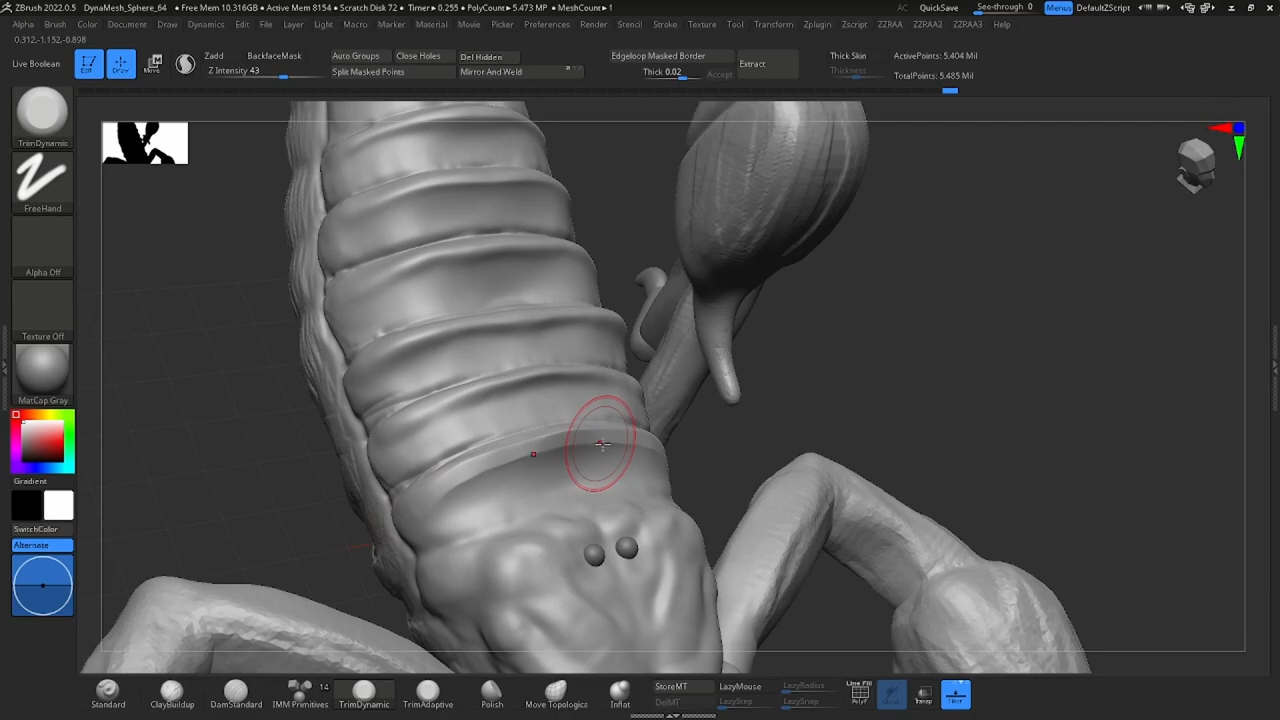 ZBrush 2022.0.5 DynaMesh_Sphere_64 • Free Mem 0.316GB • Active Mem 8154 • Scratch Disk 72 • Timer▶0.255 • PolyCount▶5.473 MP • MeshCount▶1 AC QuickSave See-through 0 Menus DefaultZScript
Alpha Brush Color Document Draw Dynamics Edit File Layer Light Macro Marker Material Movie Picker Preferences Render Stencil Stroke Texture Tool Transform Zplugin Zscript ZZRAA ZZRAA2 ZZRAA3 Help
0.312,-1.152,-0.898
Live Boolean Edit Draw Move Zadd BackfaceMask Auto Groups Close Holes Del Hidden Edgeloop Masked Border Extract Thick Skin ActivePoints: 5.404 Mil
Z Intensity 43 Split Masked Points Mirror And Weld Thick 0.02 Accept Thickness TotalPoints: 5.485 Mil
TrimDynamic
FreeHand
Alpha Off
Texture Off
MatCap Gray
Gradient
SwitchColor
Alternate
Standard ClayBuildup DamStandard IMM Primitives 14 TrimDynamic TrimAdaptive Polish Move Topologica Inflat StoreMT LazyMouse LazyRadius Line Fill
DelMT LazyStep LazySnap PolyF Transp Floor